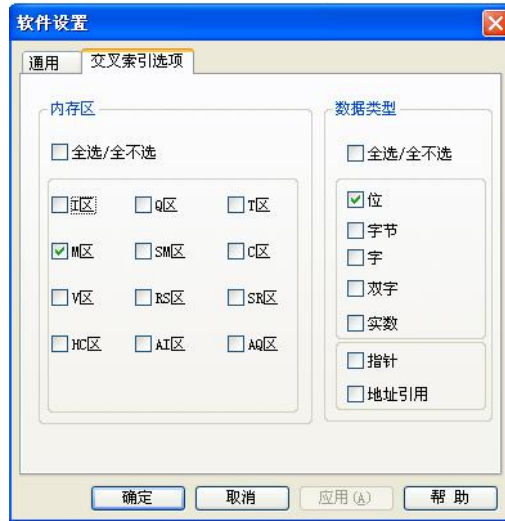 软件设置
通用 交叉索引选项
内存区 数据类型
全选/全不选 全选/全不选
I区 Q区 T区 位
字节
M区 SM区 C区 字
V区 RS区 SR区 双字
实数
HC区 AI区 AQ区
指针
地址引用
确定 取消 应用(A) 帮 助